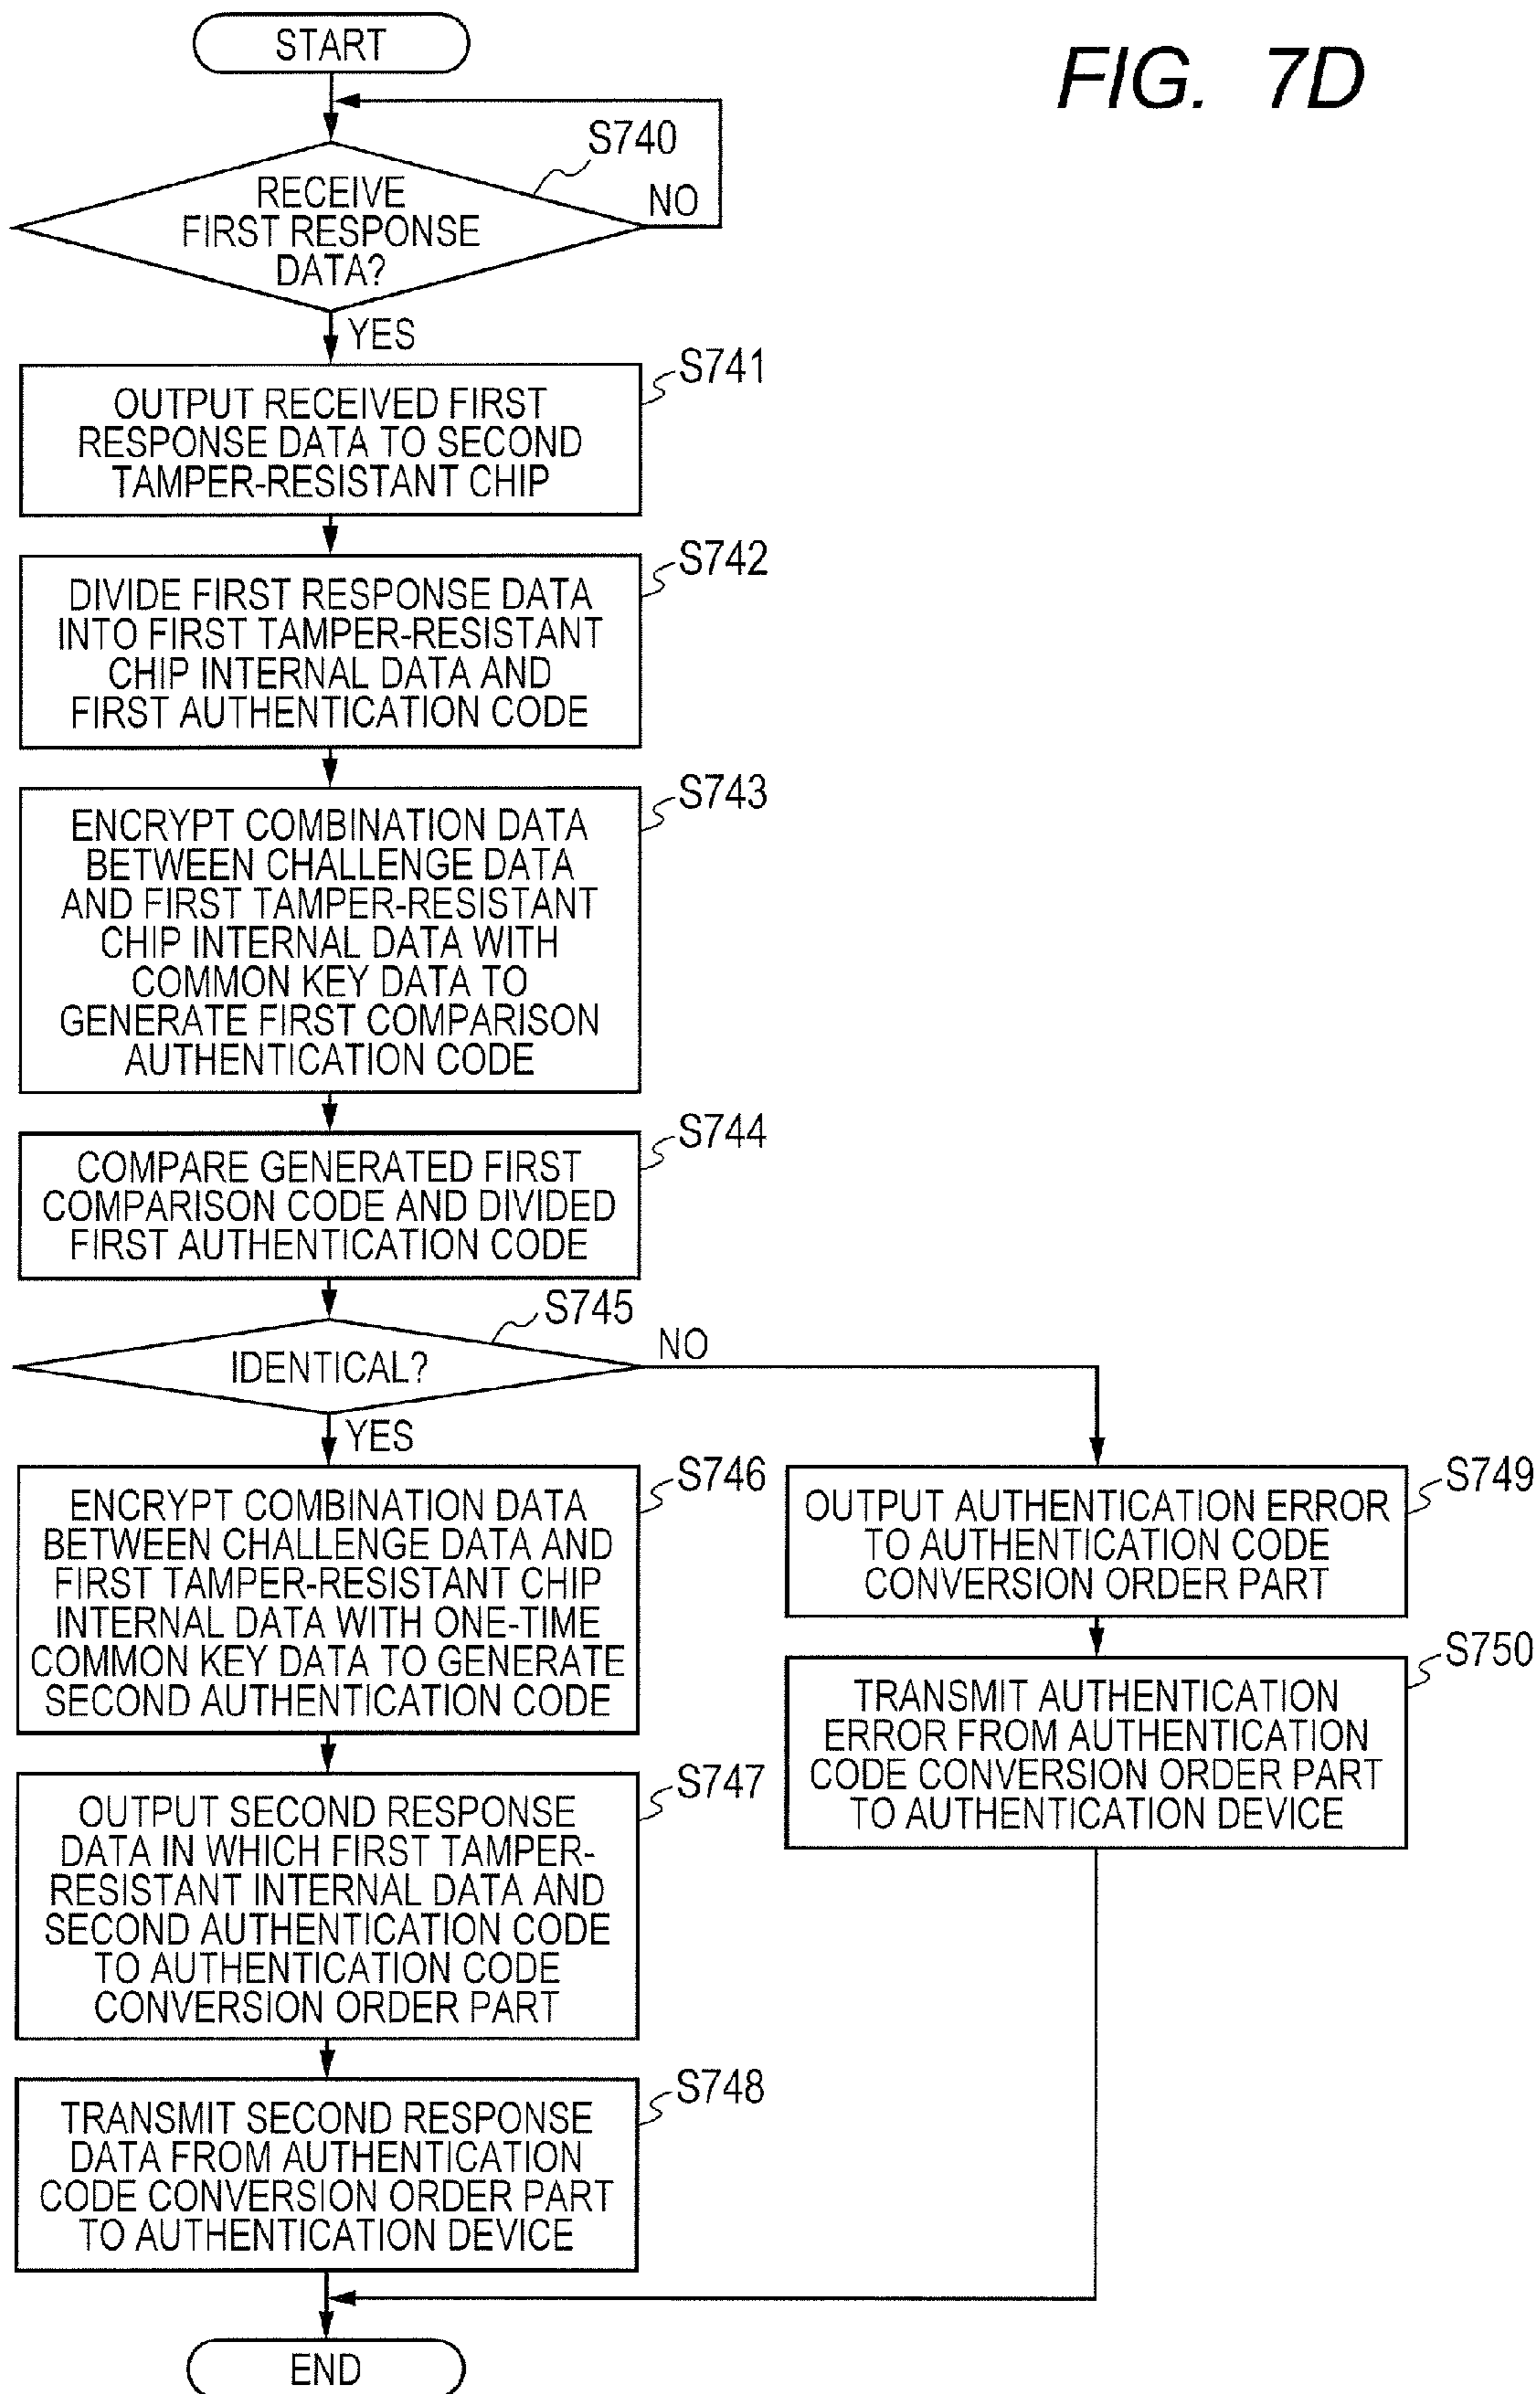 FIG. 7D
START
S740
RECEIVE
FIRST RESPONSE
DATA?
NO
YES
S741
OUTPUT RECEIVED FIRST
RESPONSE DATA TO SECOND
TAMPER-RESISTANT CHIP
S742
DIVIDE FIRST RESPONSE DATA
INTO FIRST TAMPER-RESISTANT
CHIP INTERNAL DATA AND
FIRST AUTHENTICATION CODE
S743
ENCRYPT COMBINATION DATA
BETWEEN CHALLENGE DATA
AND FIRST TAMPER-RESISTANT
CHIP INTERNAL DATA WITH
COMMON KEY DATA TO
GENERATE FIRST COMPARISON
AUTHENTICATION CODE
S744
COMPARE GENERATED FIRST
COMPARISON CODE AND DIVIDED
FIRST AUTHENTICATION CODE
S745
IDENTICAL?
NO
YES
S746
ENCRYPT COMBINATION DATA
BETWEEN CHALLENGE DATA AND
FIRST TAMPER-RESISTANT CHIP
INTERNAL DATA WITH ONE-TIME
COMMON KEY DATA TO GENERATE
SECOND AUTHENTICATION CODE
S747
OUTPUT SECOND RESPONSE
DATA IN WHICH FIRST TAMPER-
RESISTANT INTERNAL DATA AND
SECOND AUTHENTICATION CODE
TO AUTHENTICATION CODE
CONVERSION ORDER PART
S748
TRANSMIT SECOND RESPONSE
DATA FROM AUTHENTICATION
CODE CONVERSION ORDER PART
TO AUTHENTICATION DEVICE
S749
OUTPUT AUTHENTICATION ERROR
TO AUTHENTICATION CODE
CONVERSION ORDER PART
S750
TRANSMIT AUTHENTICATION
ERROR FROM AUTHENTICATION
CODE CONVERSION ORDER PART
TO AUTHENTICATION DEVICE
END